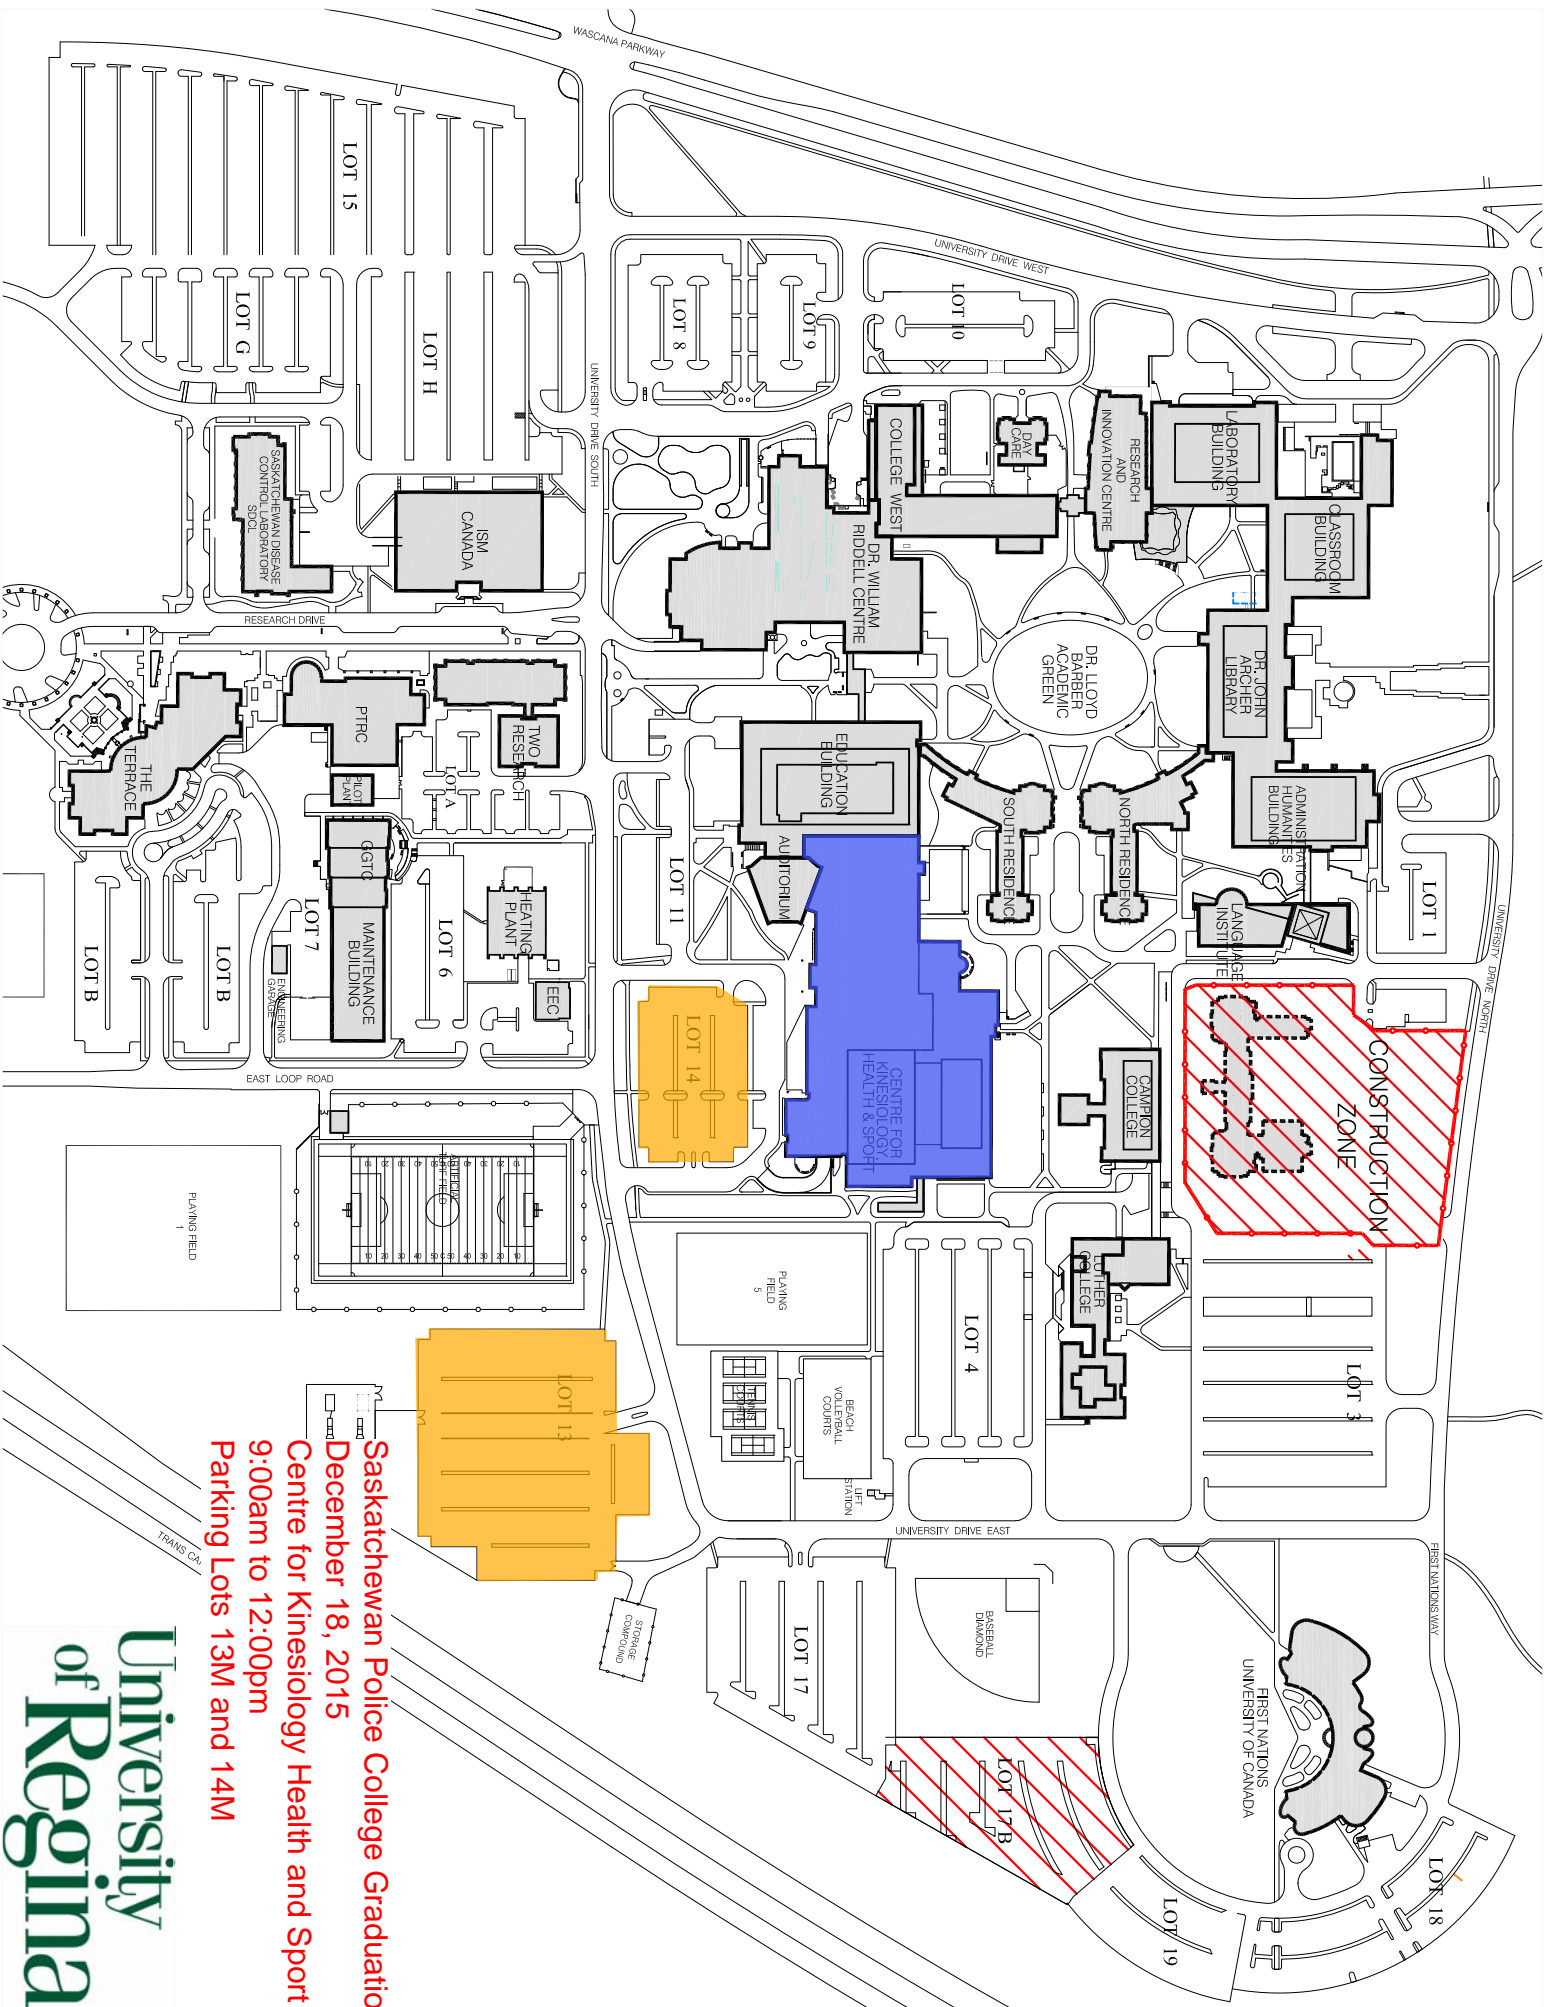 WASCANA PARKWAY
UNIVERSITY DRIVE WEST
UNIVERSITY DRIVE SOUTH
UNIVERSITY DRIVE NORTH
UNIVERSITY DRIVE EAST
FIRST NATIONS WAY
RESEARCH DRIVE
EAST LOOP ROAD
TRANS CA
LOT 15
LOT G
LOT H
LOT 8
LOT 9
LOT 10
SASKATCHEWAN DISEASE
CONTROL LABORATORY
SDCL
ISM
CANADA
COLLEGE WEST
DAY
CARE
RESEARCH
AND
INNOVATION CENTRE
LABORATORY
BUILDING
CLASSROOM
BUILDING
DR. WILLIAM
RIDDELL CENTRE
DR. LLOYD
BARBER
ACADEMIC
GREEN
DR. JOHN
ARCHER
LIBRARY
THE
TERRACE
PTRC
PILOT
PLANT
TWO
RESEARCH
LOT A
EDUCATION
BUILDING
AUDITORIUM
SOUTH RESIDENCE
NORTH RESIDENCE
ADMINISTRATION
HUMANITIES
BUILDING
LANGUAGE
INSTITUTE
LOT 1
LOT B
LOT B
LOT 7
GGTC
MAINTENANCE
BUILDING
ENGINEERING
GARAGE
LOT 6
HEATING
PLANT
EEC
LOT 11
LOT 14
CENTRE FOR
KINESIOLOGY
HEALTH & SPORT
CAMPION
COLLEGE
CONSTRUCTION
ZONE
PLAYING FIELD
1
ARTIFICIAL
TURF FIELD
PLAYING
FIELD
5
TENNIS
COURTS
BEACH
VOLLEYBALL
COURTS
LIFT
STATION
LOT 4
LUTHER
COLLEGE
LOT 3
LOT 13
STORAGE
COMPOUND
LOT 17
BASEBALL
DIAMOND
LOT 17 B
FIRST NATIONS
UNIVERSITY OF CANADA
LOT 18
LOT 19
Saskatchewan Police College Graduatio
December 18, 2015
Centre for Kinesiology Health and Sport
9:00am to 12:00pm
Parking Lots 13M and 14M
University
of Regina